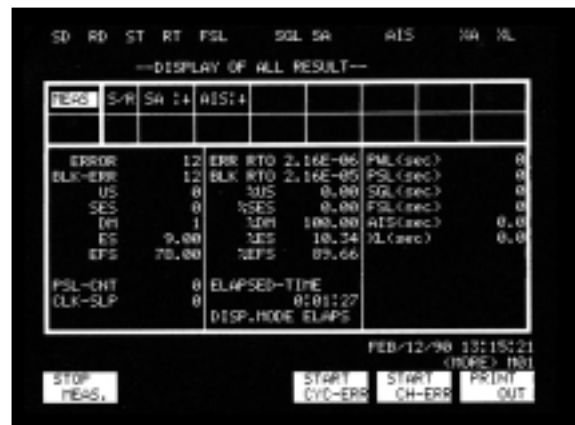 SD RD ST RT FSL SGL SA AIS XA XL
--DISPLAY OF ALL RESULT--
MEAS S/R SA :+ AIS:+
ERROR 12 ERR RTO 2.16E-06 PWL(sec) 0
BLK-ERR 12 BLK RTO 2.16E-05 PSL(sec) 0
US 0 %US 0.00 SGL(sec) 0
SES 0 %SES 0.00 FSL(sec) 0
DM 1 %DM 100.00 AIS(sec) 0.0
ES 9.00 %ES 10.34 XL(sec) 0.0
EFS 78.00 %EFS 89.66
PSL-CNT 0 ELAPSED-TIME
CLK-SLP 0 0:01:27
DISP.MODE ELAPS
FEB/12/90 13:15:21
(MORE) M01
STOP MEAS. START CYC-ERR START CH-ERR PRINT OUT